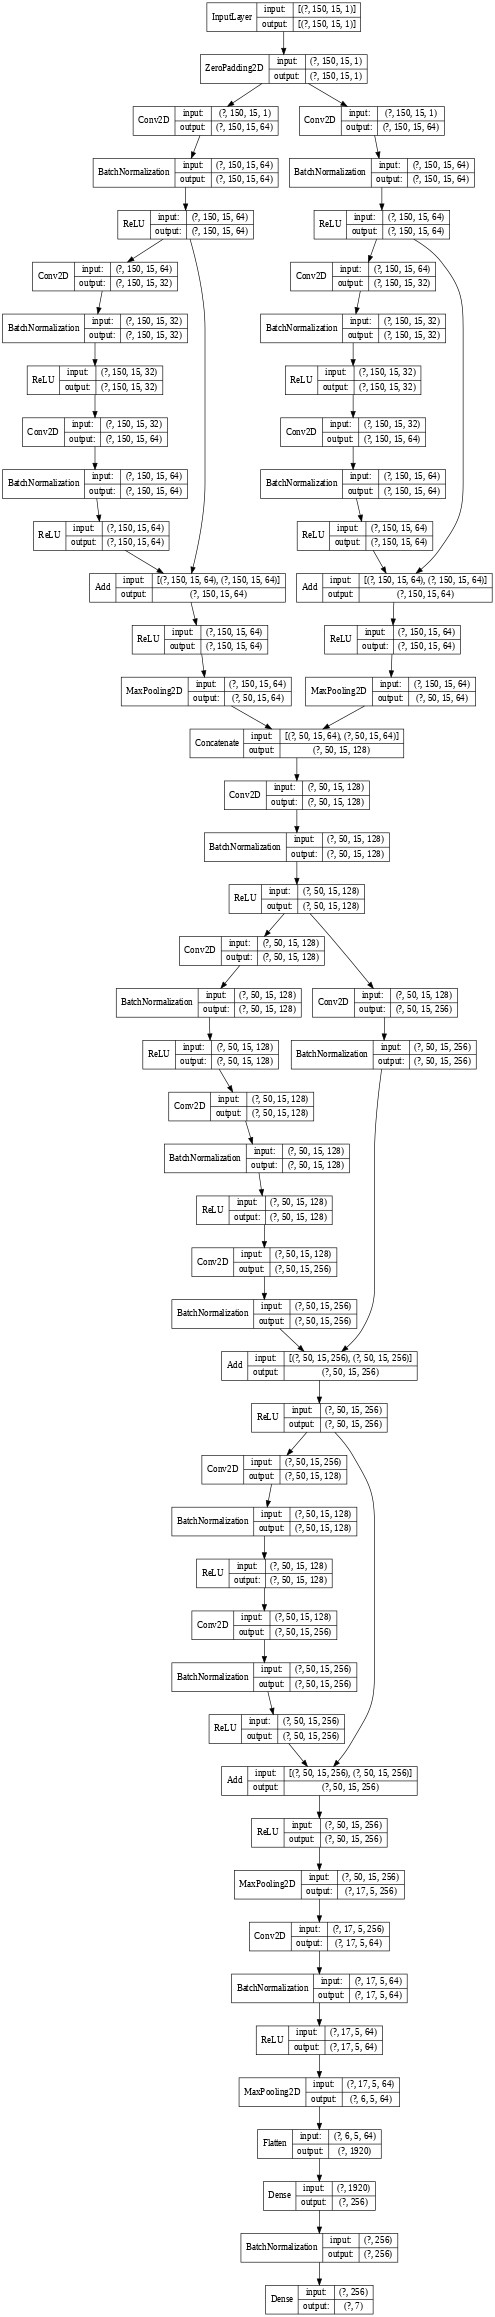 InputLayer input: [(?, 150, 15, 1)]
output: [(?, 150, 15, 1)]
ZeroPadding2D input: (?, 150, 15, 1)
output: (?, 150, 15, 1)
Conv2D input: (?, 150, 15, 1)
output: (?, 150, 15, 64)
Conv2D input: (?, 150, 15, 1)
output: (?, 150, 15, 64)
BatchNormalization input: (?, 150, 15, 64)
output: (?, 150, 15, 64)
BatchNormalization input: (?, 150, 15, 64)
output: (?, 150, 15, 64)
ReLU input: (?, 150, 15, 64)
output: (?, 150, 15, 64)
ReLU input: (?, 150, 15, 64)
output: (?, 150, 15, 64)
Conv2D input: (?, 150, 15, 64)
output: (?, 150, 15, 32)
Conv2D input: (?, 150, 15, 64)
output: (?, 150, 15, 32)
BatchNormalization input: (?, 150, 15, 32)
output: (?, 150, 15, 32)
BatchNormalization input: (?, 150, 15, 32)
output: (?, 150, 15, 32)
ReLU input: (?, 150, 15, 32)
output: (?, 150, 15, 32)
ReLU input: (?, 150, 15, 32)
output: (?, 150, 15, 32)
Conv2D input: (?, 150, 15, 32)
output: (?, 150, 15, 64)
Conv2D input: (?, 150, 15, 32)
output: (?, 150, 15, 64)
BatchNormalization input: (?, 150, 15, 64)
output: (?, 150, 15, 64)
BatchNormalization input: (?, 150, 15, 64)
output: (?, 150, 15, 64)
ReLU input: (?, 150, 15, 64)
output: (?, 150, 15, 64)
ReLU input: (?, 150, 15, 64)
output: (?, 150, 15, 64)
Add input: [(?, 150, 15, 64), (?, 150, 15, 64)]
output: (?, 150, 15, 64)
Add input: [(?, 150, 15, 64), (?, 150, 15, 64)]
output: (?, 150, 15, 64)
ReLU input: (?, 150, 15, 64)
output: (?, 150, 15, 64)
ReLU input: (?, 150, 15, 64)
output: (?, 150, 15, 64)
MaxPooling2D input: (?, 150, 15, 64)
output: (?, 50, 15, 64)
MaxPooling2D input: (?, 150, 15, 64)
output: (?, 50, 15, 64)
Concatenate input: [(?, 50, 15, 64), (?, 50, 15, 64)]
output: (?, 50, 15, 128)
Conv2D input: (?, 50, 15, 128)
output: (?, 50, 15, 128)
BatchNormalization input: (?, 50, 15, 128)
output: (?, 50, 15, 128)
ReLU input: (?, 50, 15, 128)
output: (?, 50, 15, 128)
Conv2D input: (?, 50, 15, 128)
output: (?, 50, 15, 128)
BatchNormalization input: (?, 50, 15, 128)
output: (?, 50, 15, 128)
Conv2D input: (?, 50, 15, 128)
output: (?, 50, 15, 256)
ReLU input: (?, 50, 15, 128)
output: (?, 50, 15, 128)
BatchNormalization input: (?, 50, 15, 256)
output: (?, 50, 15, 256)
Conv2D input: (?, 50, 15, 128)
output: (?, 50, 15, 128)
BatchNormalization input: (?, 50, 15, 128)
output: (?, 50, 15, 128)
ReLU input: (?, 50, 15, 128)
output: (?, 50, 15, 128)
Conv2D input: (?, 50, 15, 128)
output: (?, 50, 15, 256)
BatchNormalization input: (?, 50, 15, 256)
output: (?, 50, 15, 256)
Add input: [(?, 50, 15, 256), (?, 50, 15, 256)]
output: (?, 50, 15, 256)
ReLU input: (?, 50, 15, 256)
output: (?, 50, 15, 256)
Conv2D input: (?, 50, 15, 256)
output: (?, 50, 15, 128)
BatchNormalization input: (?, 50, 15, 128)
output: (?, 50, 15, 128)
ReLU input: (?, 50, 15, 128)
output: (?, 50, 15, 128)
Conv2D input: (?, 50, 15, 128)
output: (?, 50, 15, 256)
BatchNormalization input: (?, 50, 15, 256)
output: (?, 50, 15, 256)
ReLU input: (?, 50, 15, 256)
output: (?, 50, 15, 256)
Add input: [(?, 50, 15, 256), (?, 50, 15, 256)]
output: (?, 50, 15, 256)
ReLU input: (?, 50, 15, 256)
output: (?, 50, 15, 256)
MaxPooling2D input: (?, 50, 15, 256)
output: (?, 17, 5, 256)
Conv2D input: (?, 17, 5, 256)
output: (?, 17, 5, 64)
BatchNormalization input: (?, 17, 5, 64)
output: (?, 17, 5, 64)
ReLU input: (?, 17, 5, 64)
output: (?, 17, 5, 64)
MaxPooling2D input: (?, 17, 5, 64)
output: (?, 6, 5, 64)
Flatten input: (?, 6, 5, 64)
output: (?, 1920)
Dense input: (?, 1920)
output: (?, 256)
BatchNormalization input: (?, 256)
output: (?, 256)
Dense input: (?, 256)
output: (?, 7)